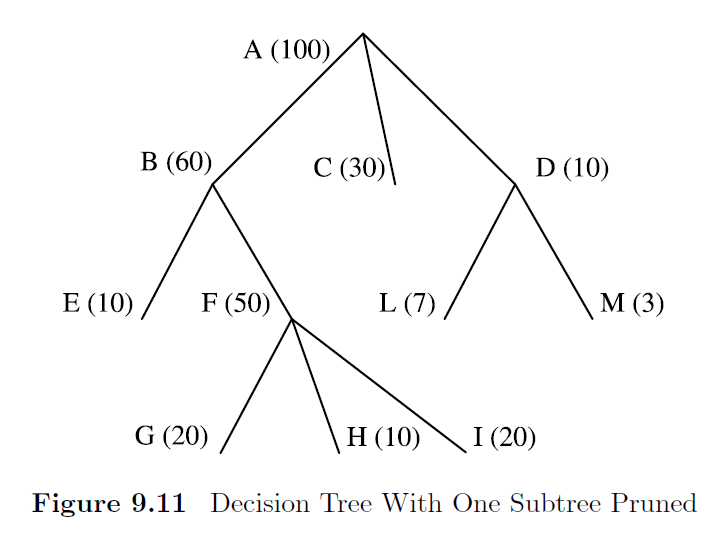 A (100)
B (60)
C (30)
D (10)
E (10)
F (50)
L (7)
M (3)
G (20)
H (10)
I (20)
Figure 9.11 Decision Tree With One Subtree Pruned